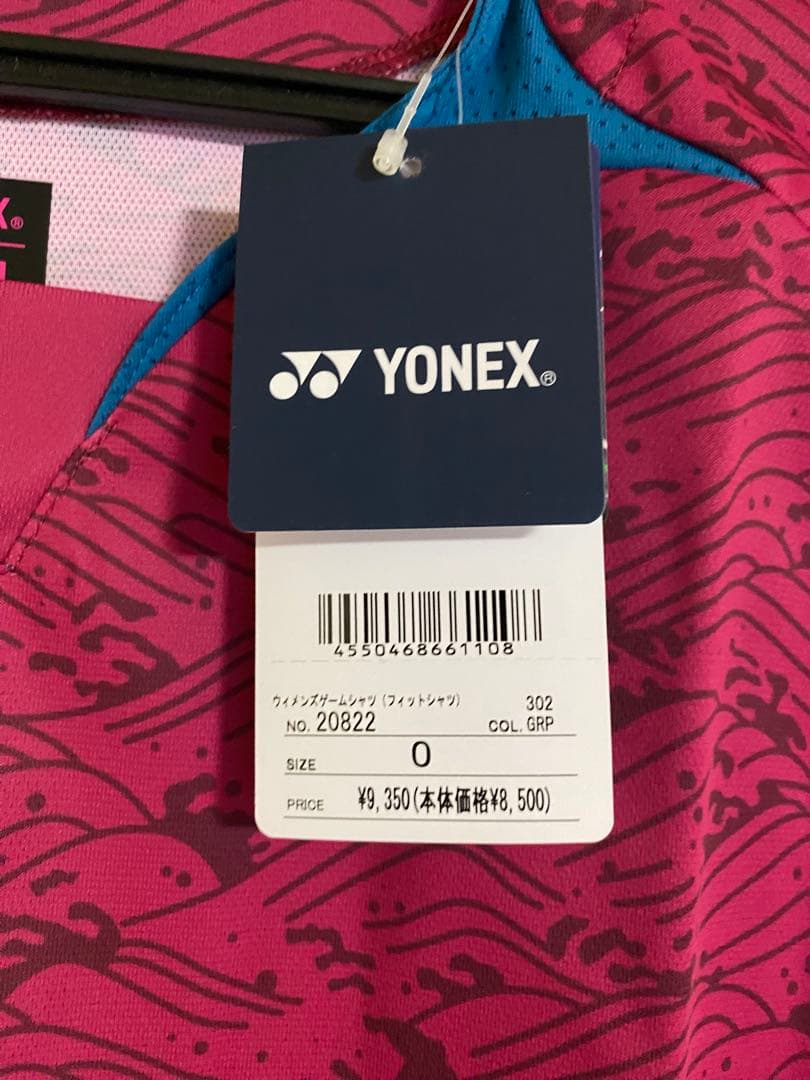 YONEX®
4550468661108
ウィメンズゲームシャツ(フィットシャツ) 302
NO. 20822 COL. GRP
SIZE O
PRICE ¥9,350(本体価格¥8,500)